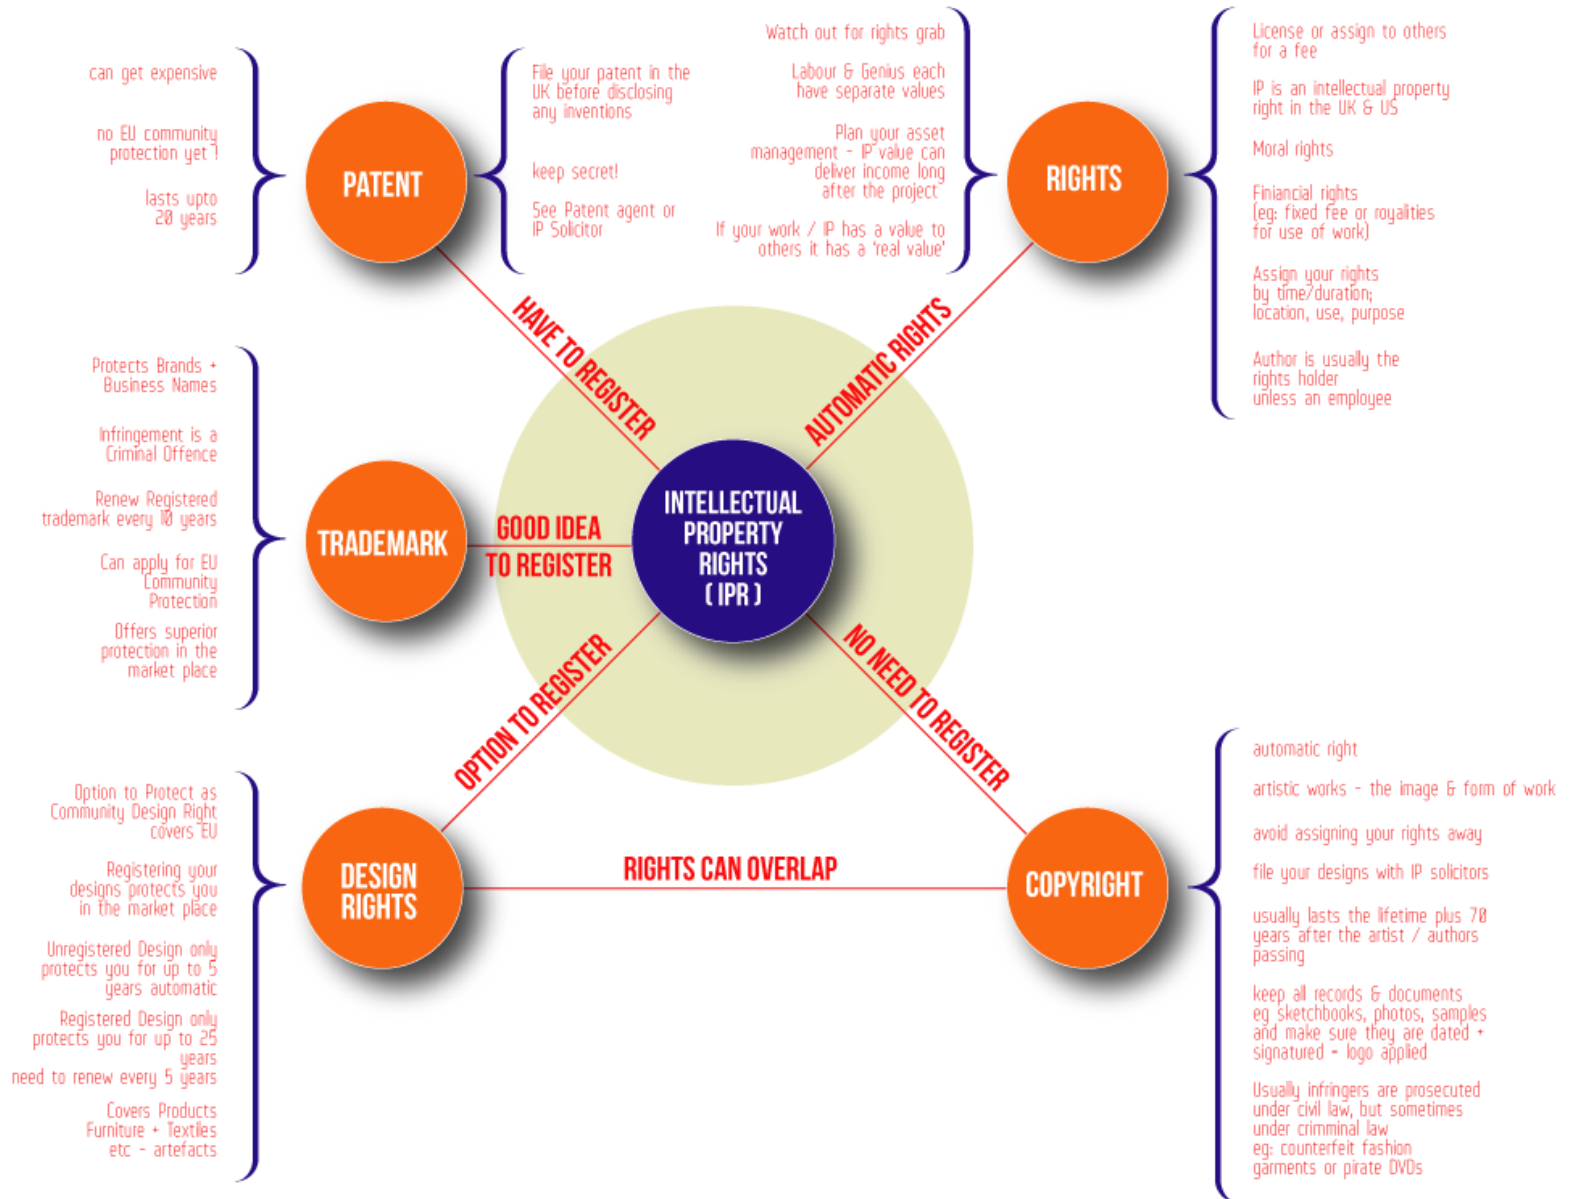 can get expensive
no EU community
protection yet !
lasts upto
20 years
PATENT
File your patent in the
UK before disclosing
any inventions
keep secret!
See Patent agent or
IP Solicitor
Watch out for rights grab
Labour & Genius each
have separate values
Plan your asset
management - IP value can
deliver income long
after the project
If your work / IP has a value to
others it has a 'real value'
RIGHTS
License or assign to others
for a fee
IP is an intellectual property
right in the UK & US
Moral rights
Finiancial rights
(eg: fixed fee or royalities
for use of work)
Assign your rights
by time/duration;
location, use, purpose
Author is usually the
rights holder
unless an employee
HAVE TO REGISTER
AUTOMATIC RIGHTS
Protects Brands +
Business Names
Infringement is a
Criminal Offence
Renew Registered
trademark every 10 years
Can apply for EU
Community
Protection
Offers superior
protection in the
market place
TRADEMARK
GOOD IDEA
TO REGISTER
INTELLECTUAL
PROPERTY
RIGHTS
( IPR )
OPTION TO REGISTER
NO NEED TO REGISTER
Option to Protect as
Community Design Right
covers EU
Registering your
designs protects you
in the market place
Unregistered Design only
protects you for up to 5
years automatic
Registered Design only
protects you for up to 25
years
need to renew every 5 years
Covers Products
Furniture + Textiles
etc - artefacts
DESIGN
RIGHTS
RIGHTS CAN OVERLAP
COPYRIGHT
automatic right
artistic works - the image & form of work
avoid assigning your rights away
file your designs with IP solicitors
usually lasts the lifetime plus 70
years after the artist / authors
passing
keep all records & documents
eg sketchbooks, photos, samples
and make sure they are dated +
signatured - logo applied
Usually infringers are prosecuted
under civil law, but sometimes
under crimminal law
eg: counterfeit fashion
garments or pirate DVDs